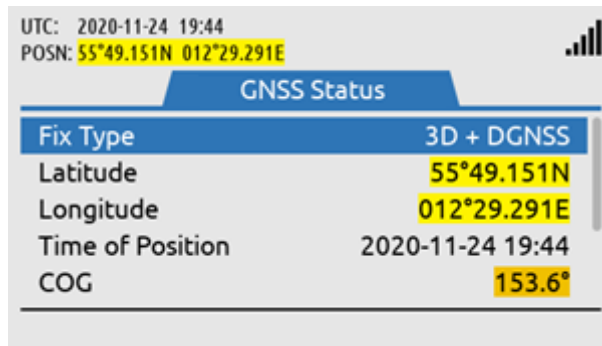 UTC: 2020-11-24 19:44
POSN: 55°49.151N 012°29.291E
GNSS Status
Fix Type 3D + DGNSS
Latitude 55°49.151N
Longitude 012°29.291E
Time of Position 2020-11-24 19:44
COG 153.6°